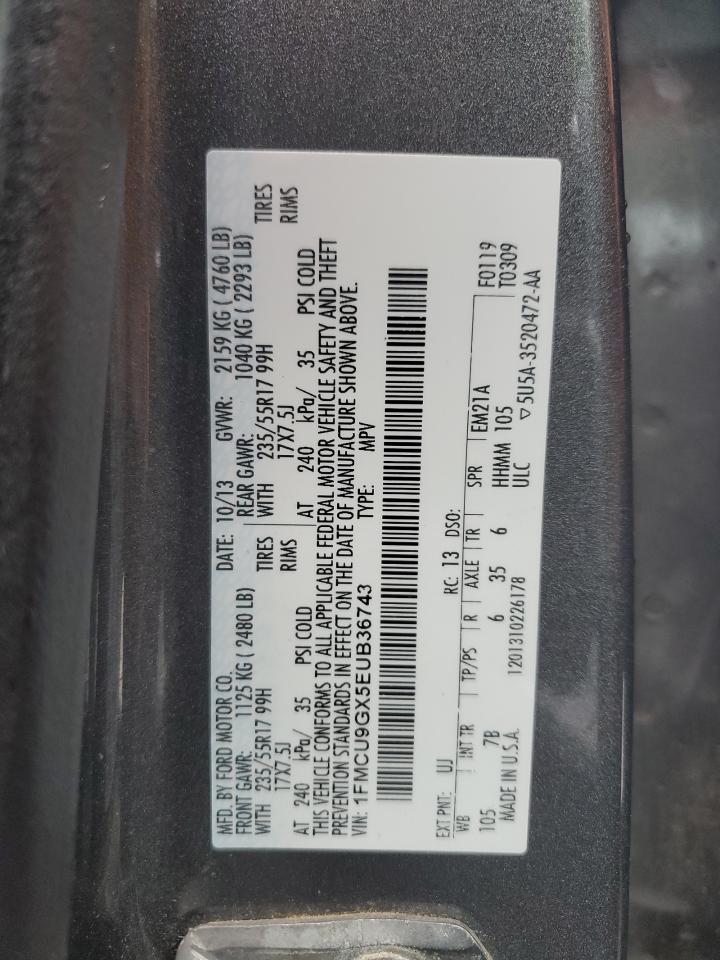 MFD. BY FORD MOTOR CO.
DATE: 10/13 GVWR: 2159 KG ( 4760 LB)
FRONT GAWR: 1125 KG ( 2480 LB) REAR GAWR: 1040 KG ( 2293 LB)
WITH 235/55R17 99H TIRES WITH 235/55R17 99H TIRES
17X7.5J RIMS 17X7.5J RIMS
AT 240 kPa/ 35 PSI COLD AT 240 kPa/ 35 PSI COLD
THIS VEHICLE CONFORMS TO ALL APPLICABLE FEDERAL MOTOR VEHICLE SAFETY AND THEFT
PREVENTION STANDARDS IN EFFECT ON THE DATE OF MANUFACTURE SHOWN ABOVE.
VIN: 1FMCU9GX5EUB36743 TYPE: MPV
EXT PNT: UJ RC: 13 DSO: F0119
WB INT TR TP/PS R AXLE TR SPR EM21A T0309
105 7B 6 35 6 HHMM 105
MADE IN U.S.A. 1201310226178 ULC ▽5U5A-3520472-AA